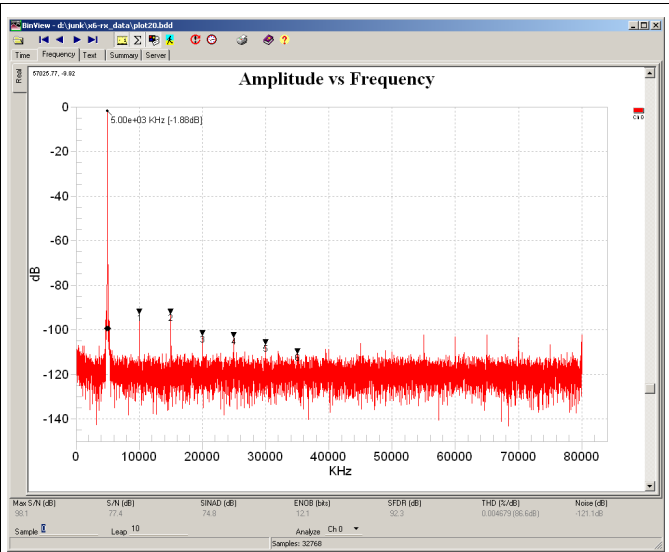 BinView - d:\junk\x6-rx_data\plot20.bdd
Time Frequency Text Summary Server
Real
57825.77, -9.92
Amplitude vs Frequency
Ch 0
5.00e+03 KHz [-1.88dB]
0
-20
-40
-60
-80
-100
-120
-140
dB
1 2 3 4 5 6
0 10000 20000 30000 40000 50000 60000 70000 80000
KHz
Max S/N (dB) S/N (dB) SINAD (dB) ENOB (bits) SFDR (dB) THD (%/dB) Noise (dB)
98.1 77.4 74.8 12.1 92.3 0.004679 (86.6dB) -121.1dB
Sample 0 Leap 10 Analyze Ch 0
Samples: 32768